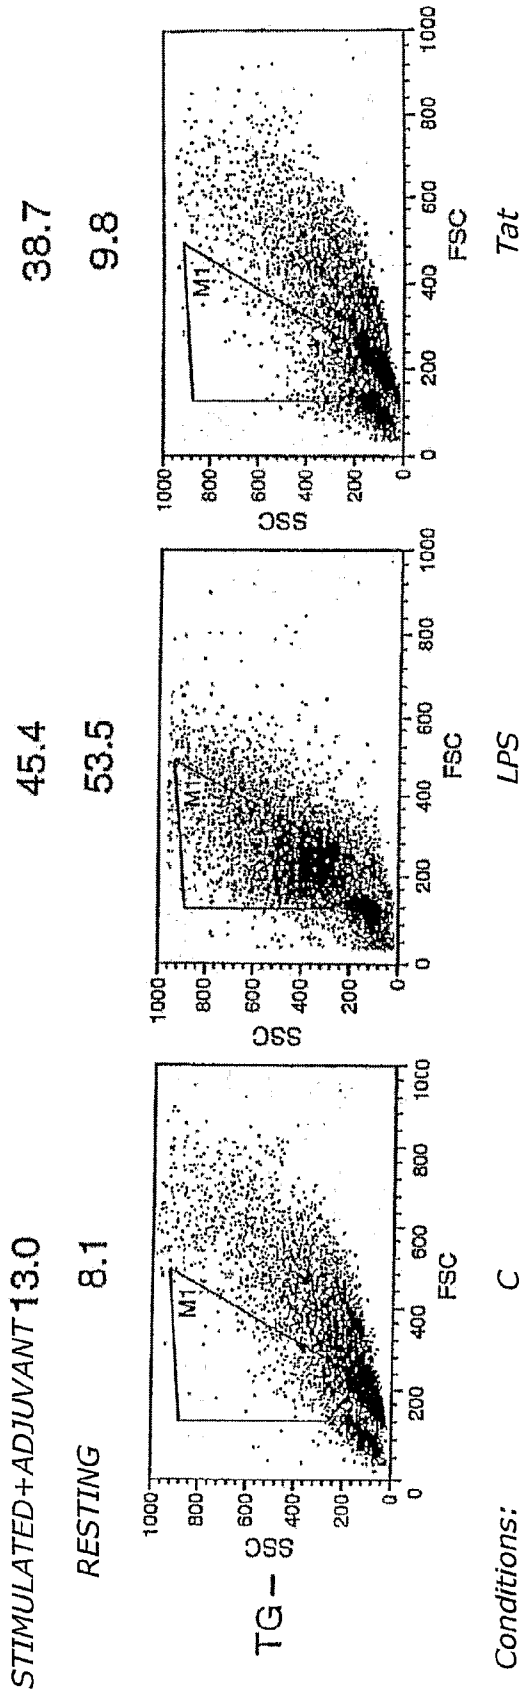 STIMULATED+ADJUVANT 13.0 45.4 38.7
RESTING 8.1 53.5 9.8
TG –
1000
800
600
400
200
0
SSC
M1
0 200 400 600 800 1000
FSC
1000
800
600
400
200
0
SSC
M1
0 200 400 600 800 1000
FSC
1000
800
600
400
200
0
SSC
M1
0 200 400 600 800 1000
FSC
Conditions: C LPS Tat